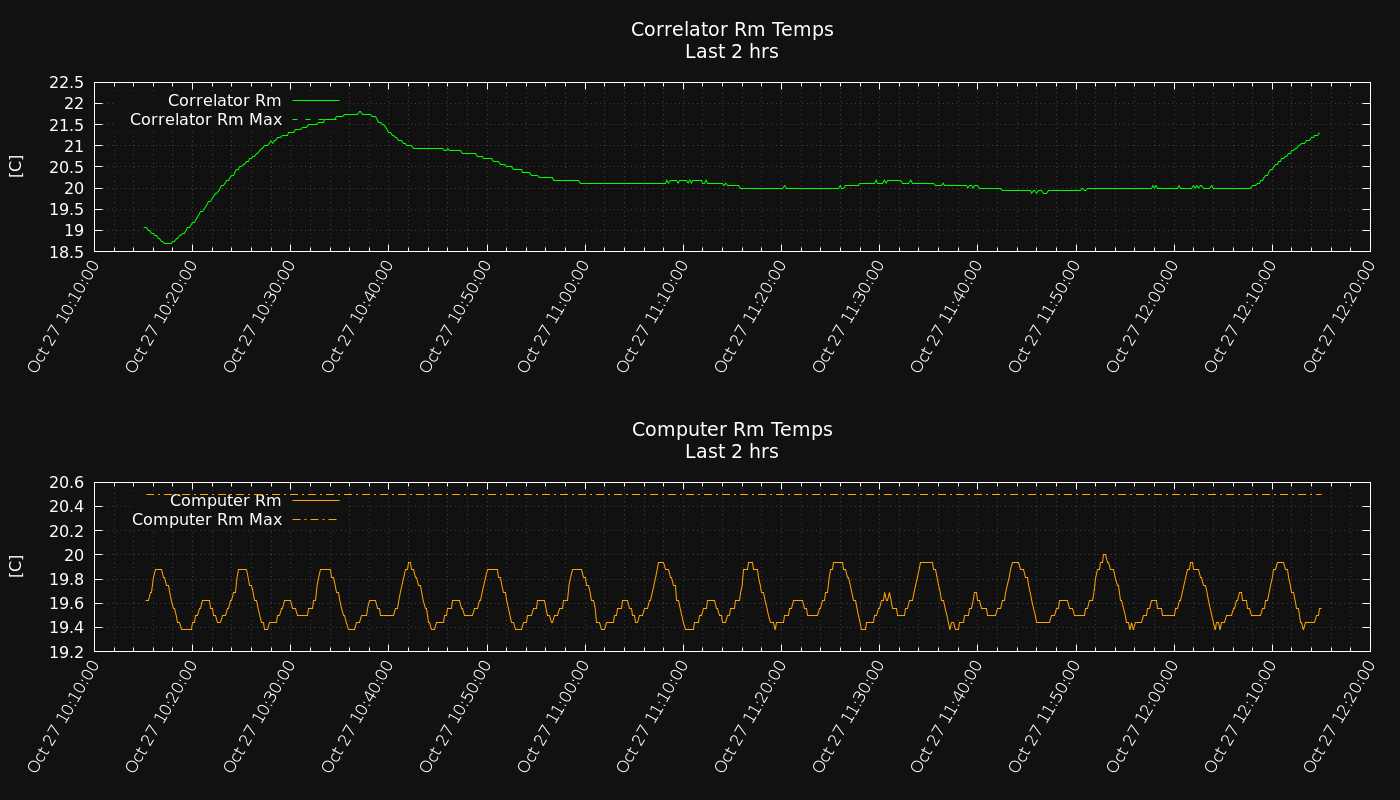 Correlator Rm Temps
Last 2 hrs
22.5
22
21.5
21
20.5
20
19.5
19
18.5
[C]
Correlator Rm
Correlator Rm Max
Oct 27 10:10:00
Oct 27 10:20:00
Oct 27 10:30:00
Oct 27 10:40:00
Oct 27 10:50:00
Oct 27 11:00:00
Oct 27 11:10:00
Oct 27 11:20:00
Oct 27 11:30:00
Oct 27 11:40:00
Oct 27 11:50:00
Oct 27 12:00:00
Oct 27 12:10:00
Oct 27 12:20:00
Computer Rm Temps
Last 2 hrs
20.6
20.4
20.2
20
19.8
19.6
19.4
19.2
[C]
Computer Rm
Computer Rm Max
Oct 27 10:10:00
Oct 27 10:20:00
Oct 27 10:30:00
Oct 27 10:40:00
Oct 27 10:50:00
Oct 27 11:00:00
Oct 27 11:10:00
Oct 27 11:20:00
Oct 27 11:30:00
Oct 27 11:40:00
Oct 27 11:50:00
Oct 27 12:00:00
Oct 27 12:10:00
Oct 27 12:20:00